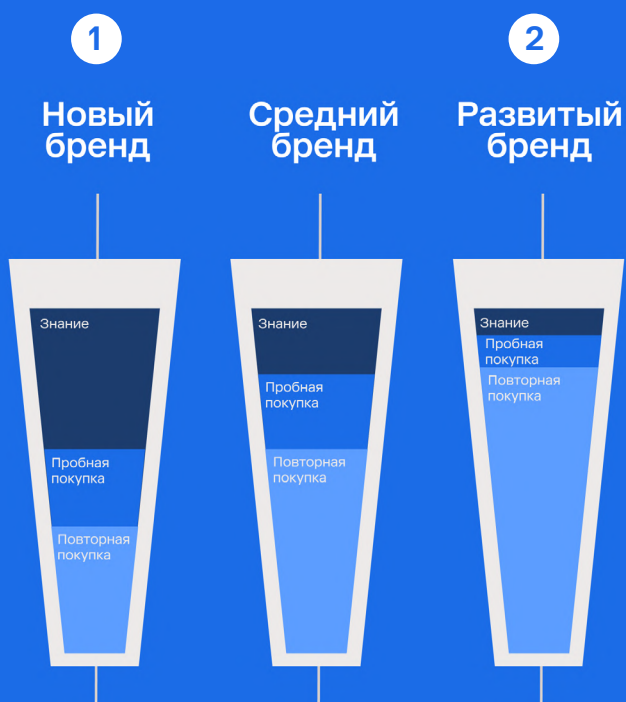 1
Новый
бренд
Знание
Пробная
покупка
Повторная
покупка
Средний
бренд
Знание
Пробная
покупка
Повторная
покупка
2
Развитый
бренд
Знание
Пробная
покупка
Повторная
покупка